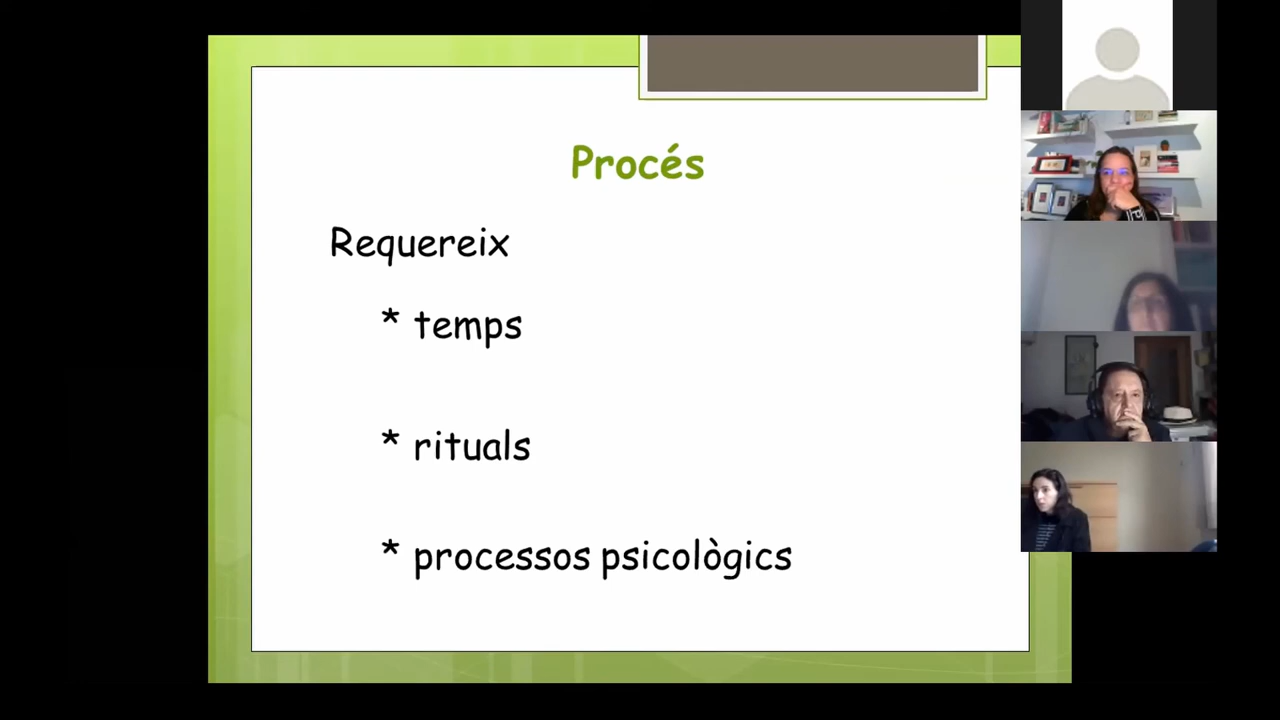 Procés
Requereix
* temps
* rituals
* processos psicològics